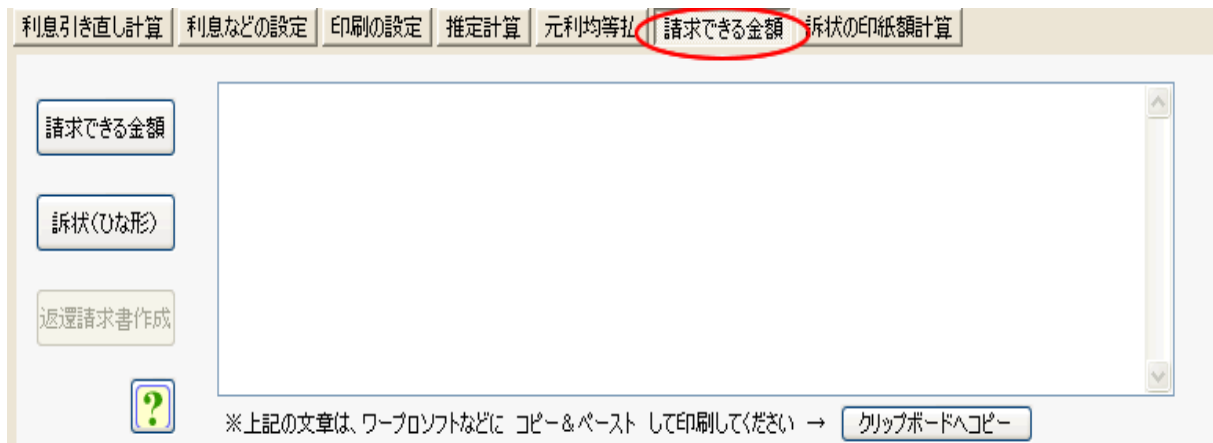 利息引き直し計算 利息などの設定 印刷の設定 推定計算 元利均等払 請求できる金額 訴状の印紙額計算
請求できる金額
訴状(ひな形)
返還請求書作成
?
※上記の文章は、ワープロソフトなどに コピー&ペースト して印刷してください → クリップボードへコピー